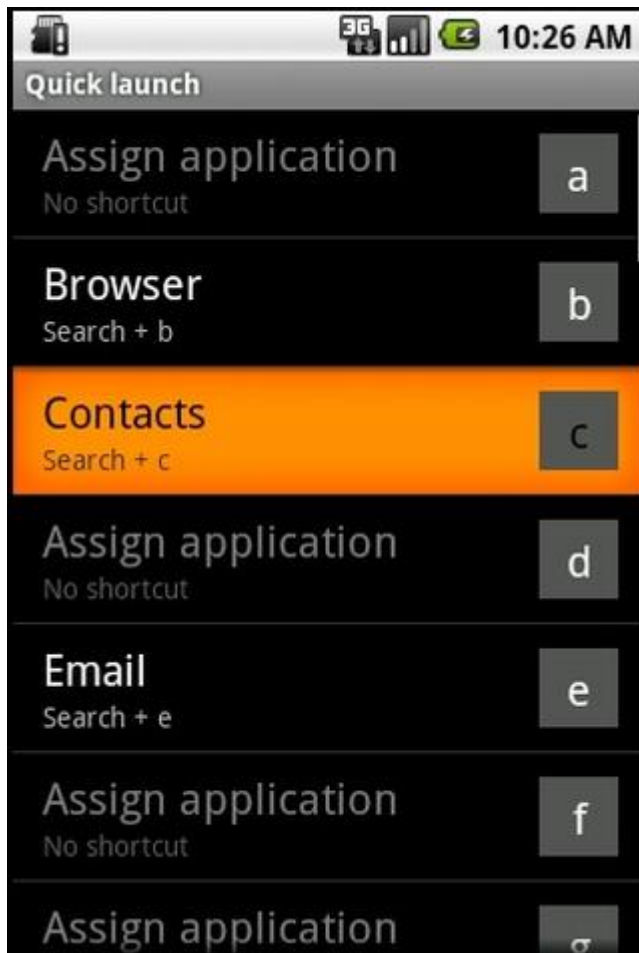 3G 10:26 AM
Quick launch
Assign application
No shortcut
a
Browser
Search + b
b
Contacts
Search + c
c
Assign application
No shortcut
d
Email
Search + e
e
Assign application
No shortcut
f
Assign application
g